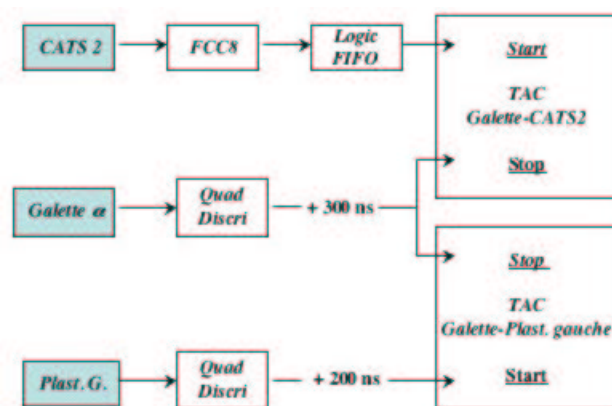 CATS 2
FCC8
Logic
FIFO
Start
TAC
Galette-CATS2
Stop
Galette α
Quad
Discri
+ 300 ns
Stop
TAC
Galette-Plast. gauche
Start
Plast. G.
Quad
Discri
+ 200 ns